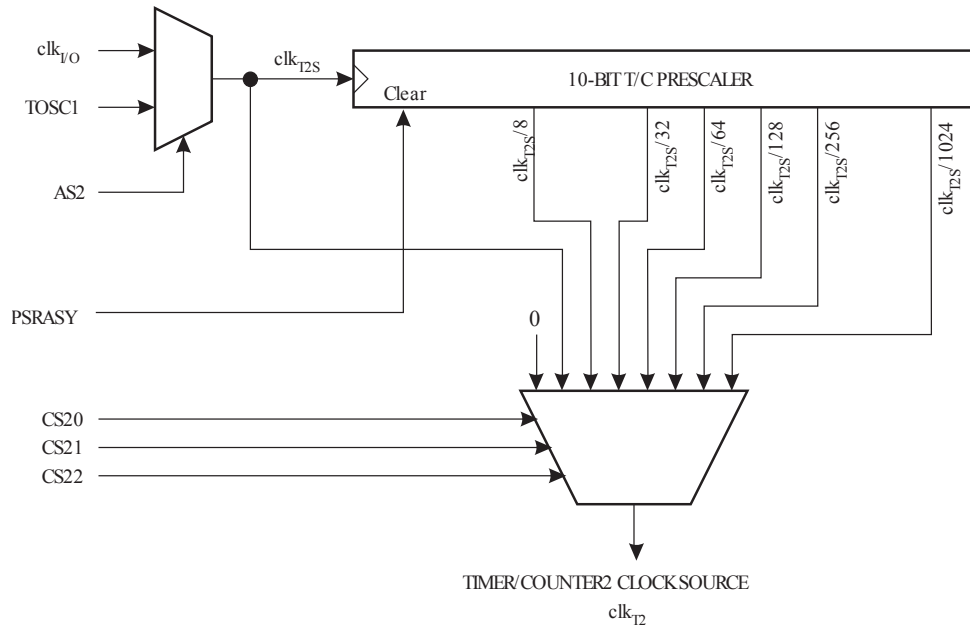 clkI/O
clkT2S
10-BIT T/C PRESCALER
TOSC1
Clear
clkT2S/8
clkT2S/32
clkT2S/64
clkT2S/128
clkT2S/256
clkT2S/1024
AS2
PSRASY
0
CS20
CS21
CS22
TIMER/COUNTER2 CLOCK SOURCE
clkT2